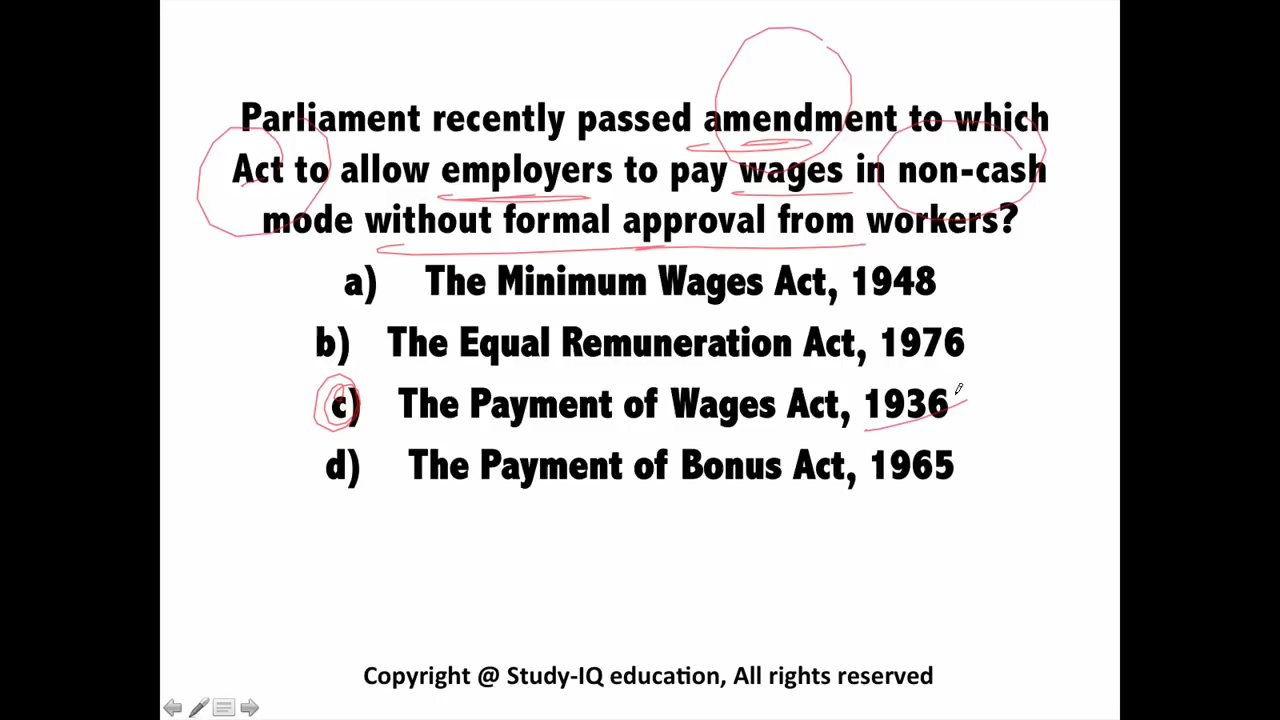 Parliament recently passed amendment to which
Act to allow employers to pay wages in non-cash
mode without formal approval from workers?
a) The Minimum Wages Act, 1948
b) The Equal Remuneration Act, 1976
c) The Payment of Wages Act, 1936
d) The Payment of Bonus Act, 1965
Copyright @ Study-IQ education, All rights reserved